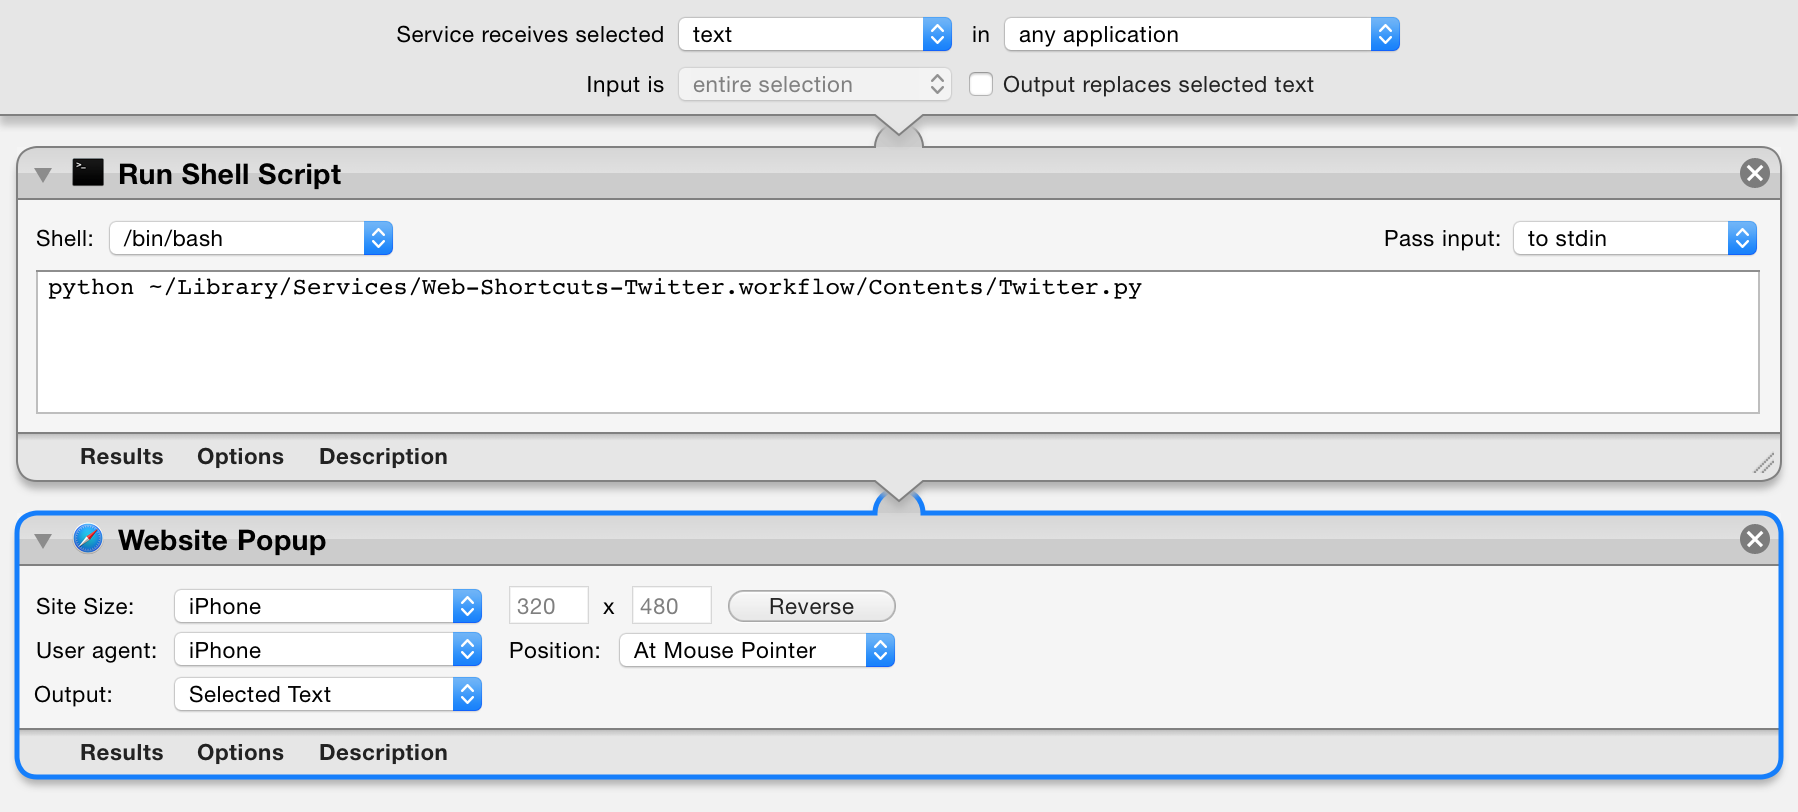 Service receives selected text in any application
Input is entire selection Output replaces selected text
>_
Run Shell Script
Shell: /bin/bash Pass input: to stdin
python ~/Library/Services/Web-Shortcuts-Twitter.workflow/Contents/Twitter.py
Results Options Description
Website Popup
Site Size: iPhone 320 x 480 Reverse
User agent: iPhone Position: At Mouse Pointer
Output: Selected Text
Results Options Description